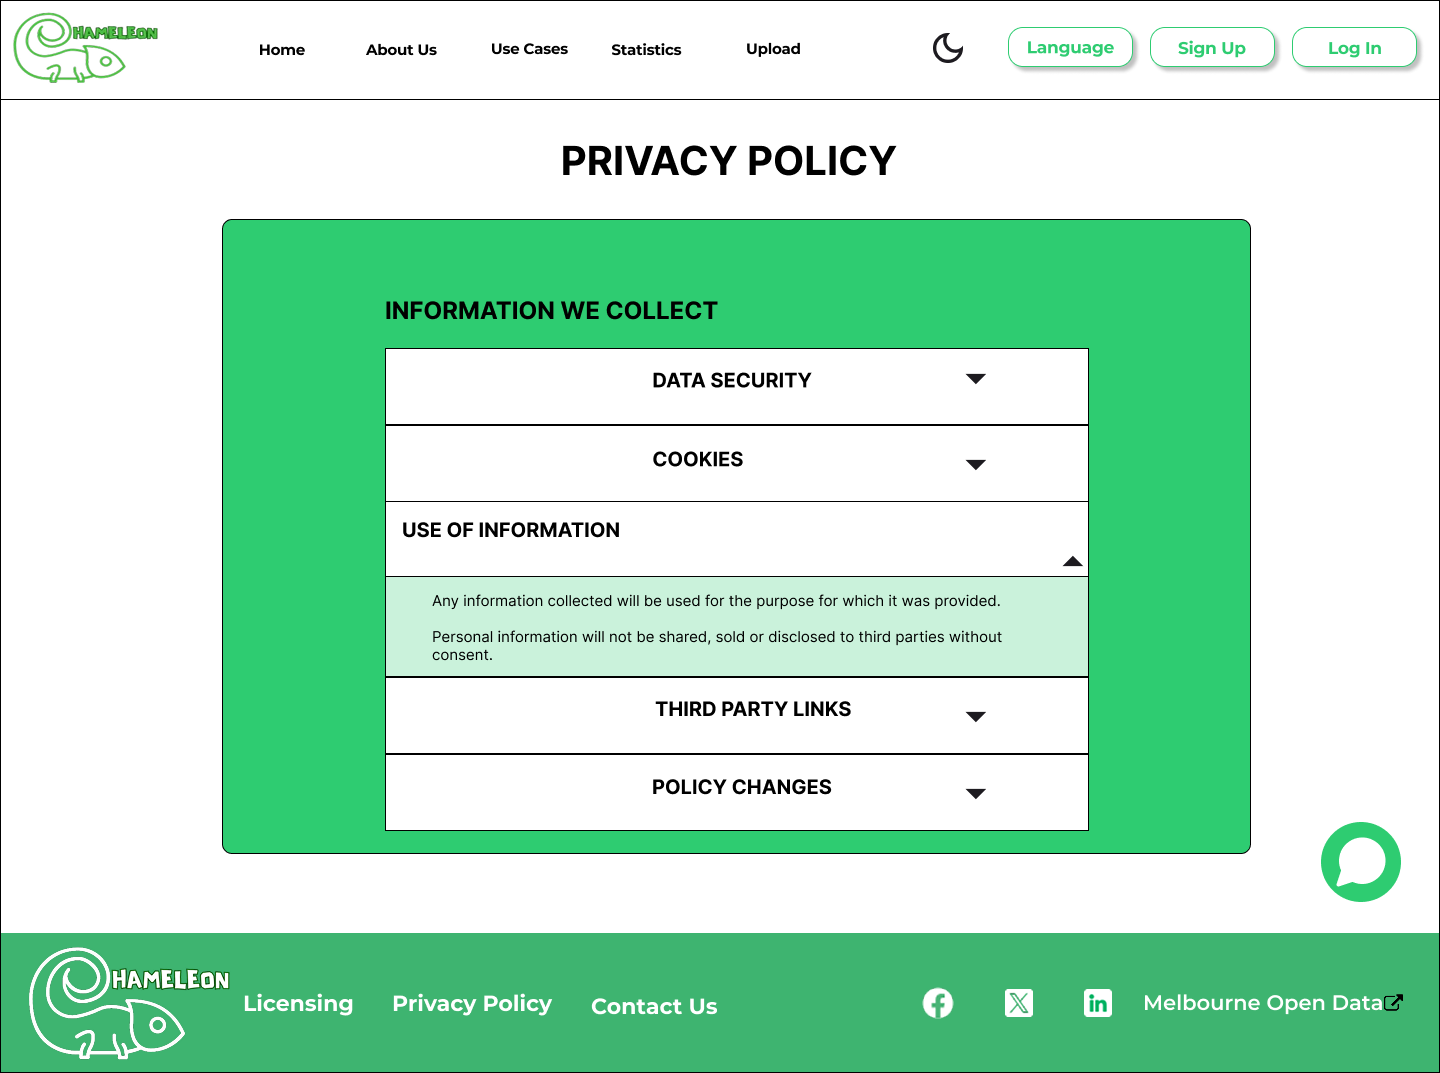 HAMELEON
Home
About Us
Use Cases
Statistics
Upload
Language
Sign Up
Log In
PRIVACY POLICY
INFORMATION WE COLLECT
DATA SECURITY
COOKIES
USE OF INFORMATION
Any information collected will be used for the purpose for which it was provided.
Personal information will not be shared, sold or disclosed to third parties without
consent.
THIRD PARTY LINKS
POLICY CHANGES
HAMELEON
Licensing
Privacy Policy
Contact Us
Melbourne Open Data